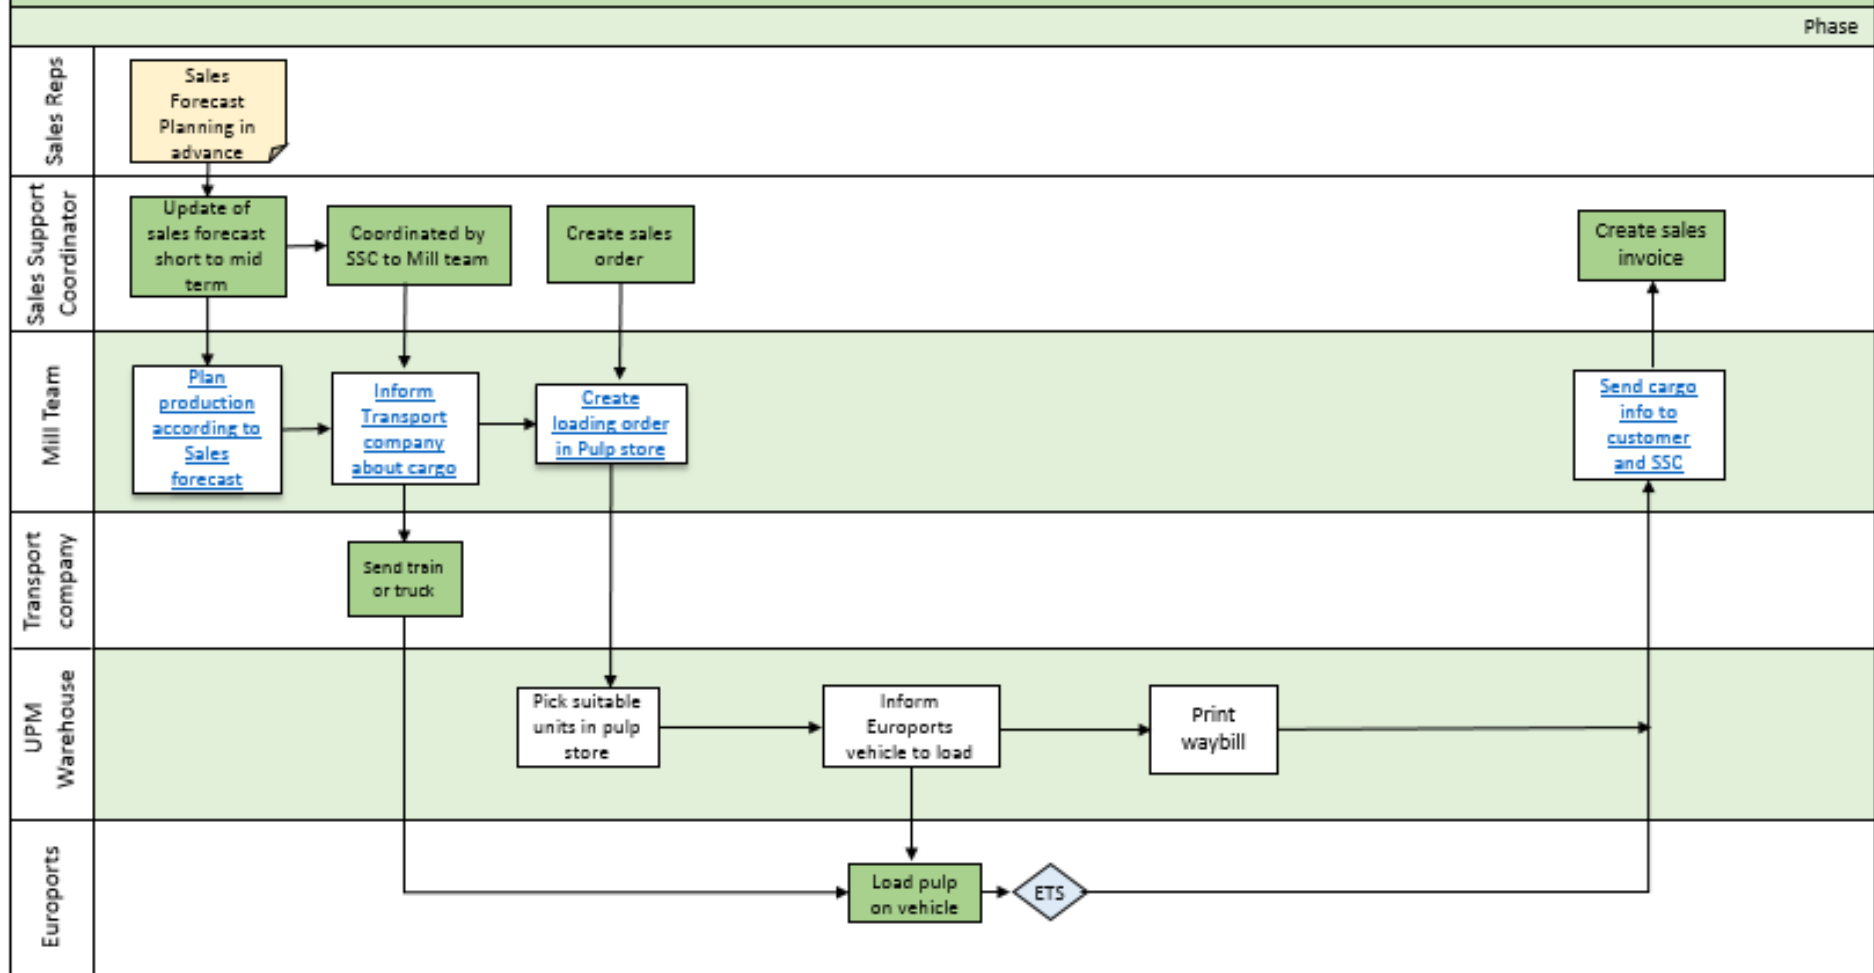 Phase
Sales Reps
Sales
Forecast
Planning in
advance
Sales Support
Coordinator
Update of
sales forecast
short to mid
term
Coordinated by
SSC to Mill team
Create sales
order
Create sales
invoice
Mill Team
Plan
production
according to
Sales
forecast
Inform
Transport
company
about cargo
Create
loading order
in Pulp store
Send cargo
info to
customer
and SSC
Transport
company
Send train
or truck
UPM
Warehouse
Pick suitable
units in pulp
store
Inform
Euroports
vehicle to load
Print
waybill
Euroports
Load pulp
on vehicle
ETS